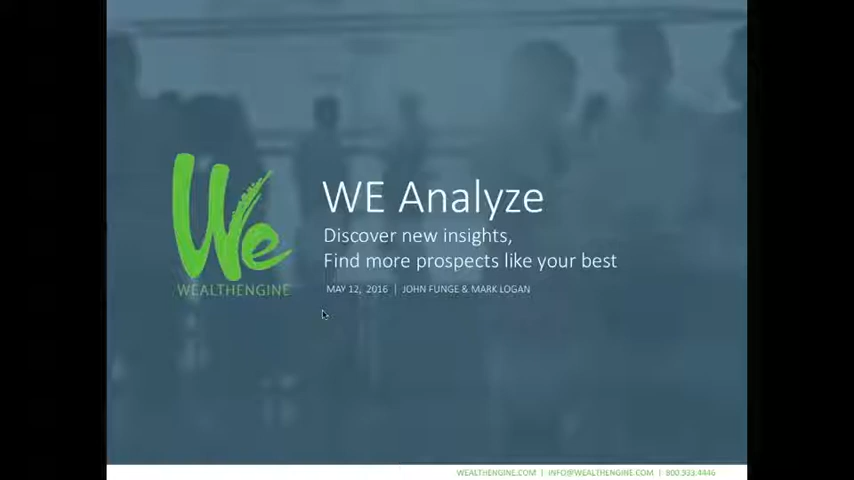 We
WEALTHENGINE
WE Analyze
Discover new insights,
Find more prospects like your best
MAY 12, 2016 | JOHN FUNGE & MARK LOGAN
WEALTHENGINE.COM | INFO@WEALTHENGINE.COM | 800.933.4446